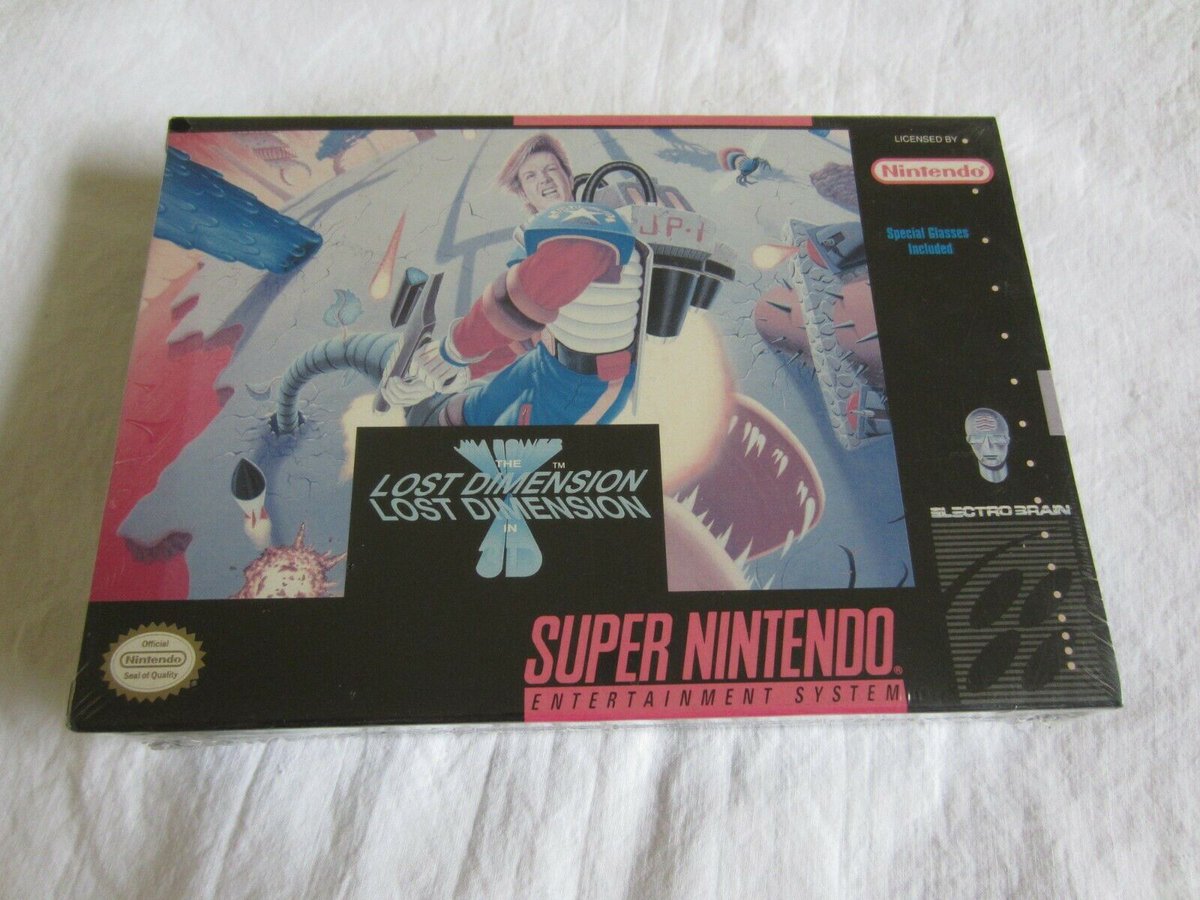 LICENSED BY
Nintendo®
Special Glasses
Included
JP-1
THE ™
LOST DIMENSION
LOST DIMENSION
IN
3D
ELECTRO BRAIN
SUPER NINTENDO®
ENTERTAINMENT SYSTEM
Official
Nintendo
Seal of Quality